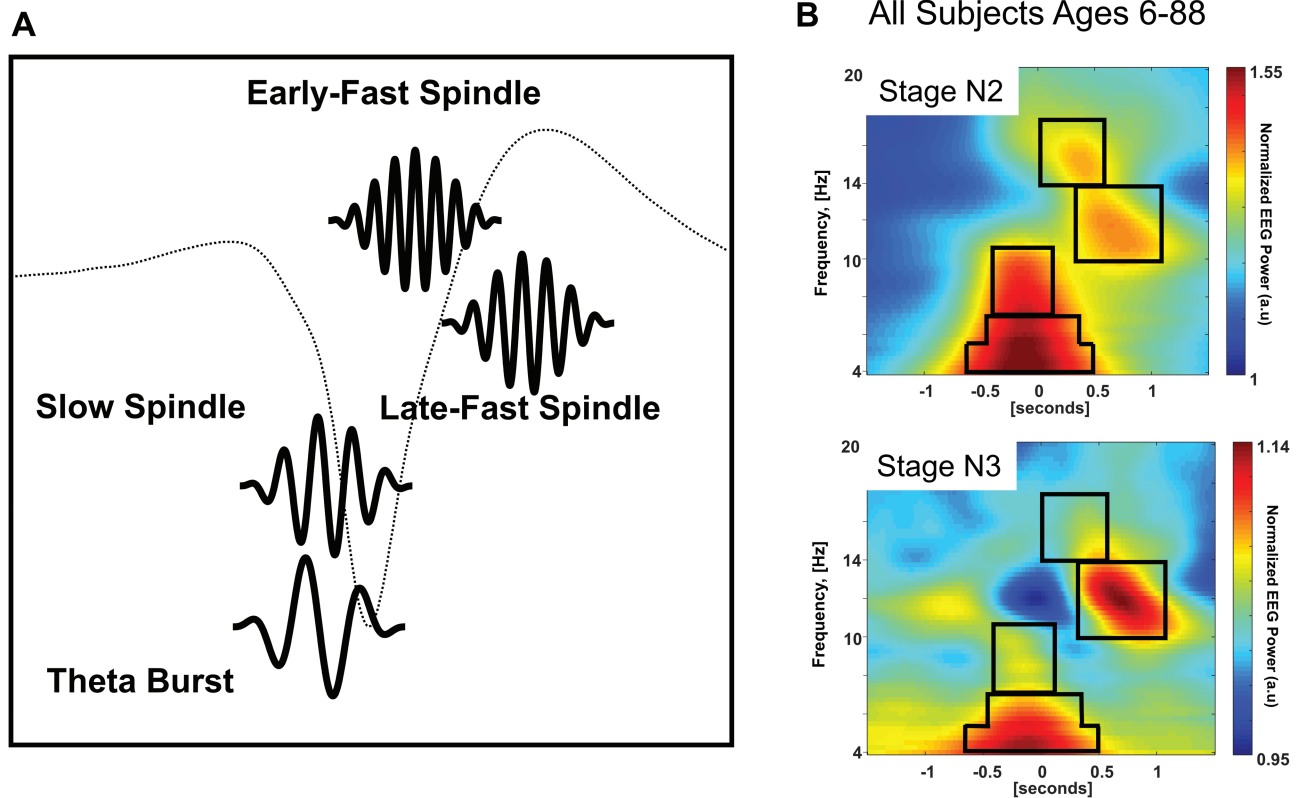 A
Early-Fast Spindle
Slow Spindle
Late-Fast Spindle
Theta Burst
B
All Subjects Ages 6-88
Stage N2
20
14
10
4
Frequency, [Hz]
-1
-0.5
0
0.5
1
[seconds]
1.55
1
Normalized EEG Power (a.u)
Stage N3
20
14
10
4
Frequency, [Hz]
-1
-0.5
0
0.5
1
[seconds]
1.14
0.95
Normalized EEG Power (a.u)